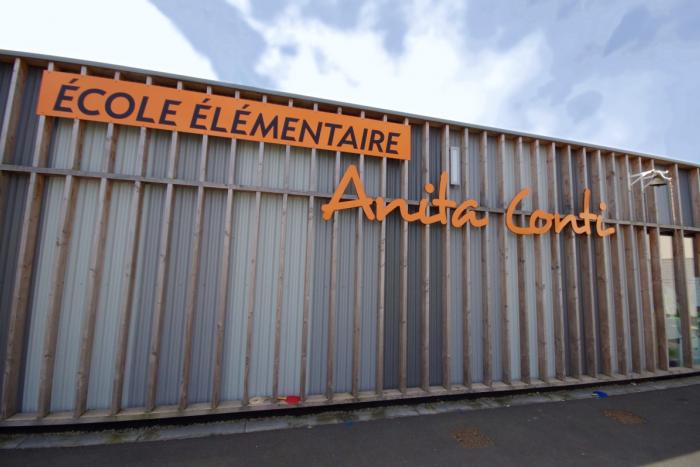 ÉCOLE ÉLÉMENTAIRE
Anita Conti